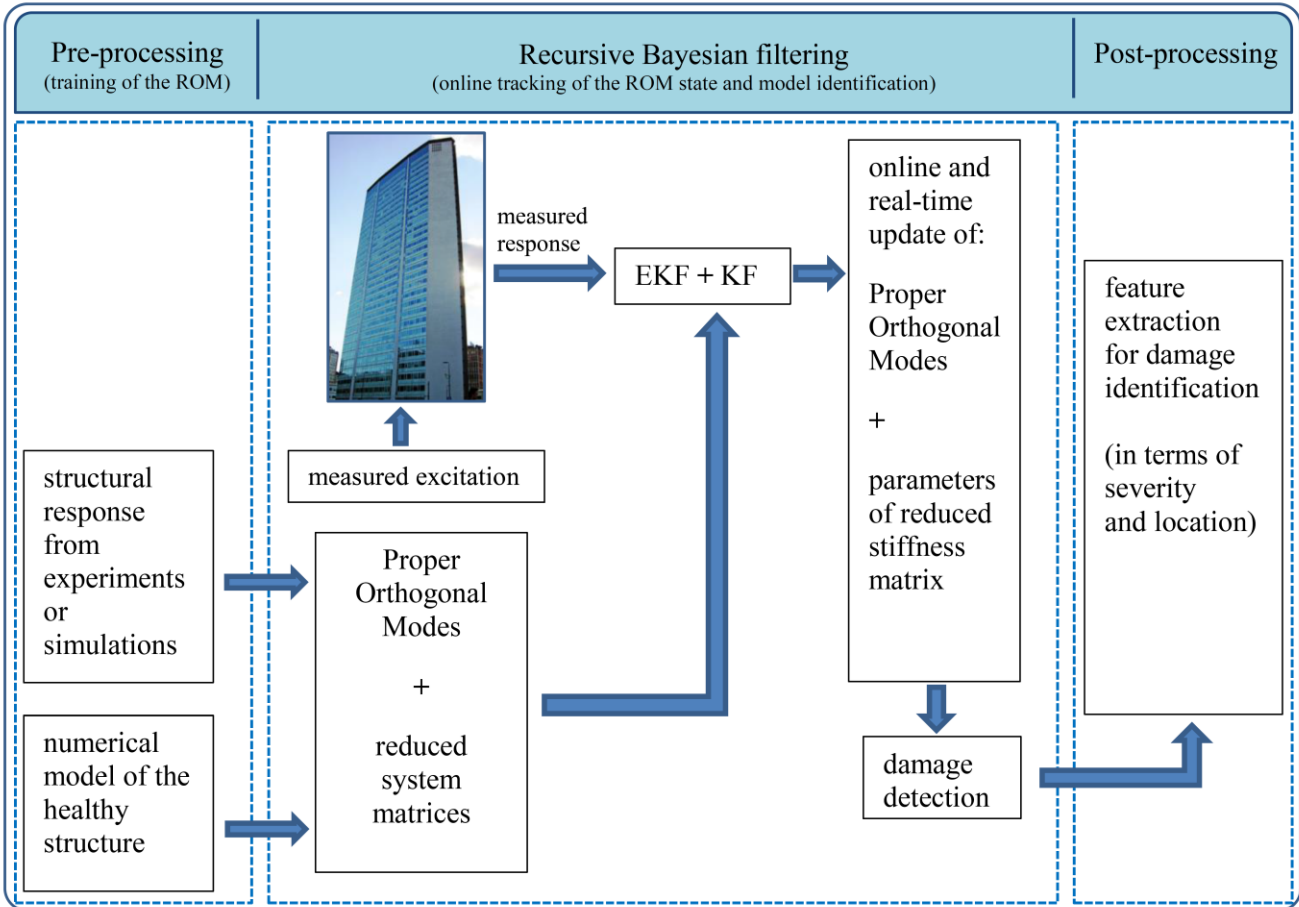 Pre-processing
(training of the ROM)
Recursive Bayesian filtering
(online tracking of the ROM state and model identification)
Post-processing
measured
response
EKF + KF
online and
real-time
update of:
Proper
Orthogonal
Modes
+
parameters
of reduced
stiffness
matrix
feature
extraction
for damage
identification
(in terms of
severity
and location)
measured excitation
structural
response
from
experiments
or
simulations
Proper
Orthogonal
Modes
+
reduced
system
matrices
numerical
model of the
healthy
structure
damage
detection